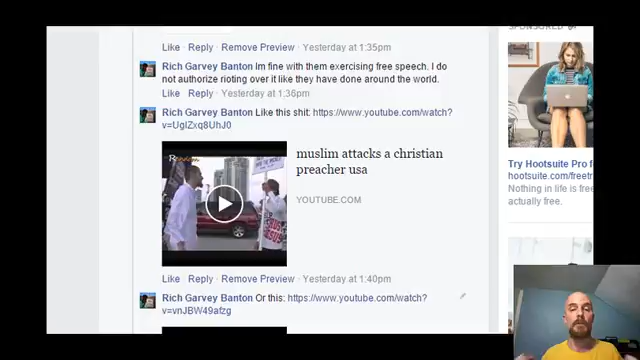 SPONSORED
Like · Reply · Remove Preview · Yesterday at 1:35pm
Rich Garvey Banton Im fine with them exercising free speech. I do
not authorize rioting over it like they have done around the world.
Like · Reply · Yesterday at 1:36pm
Rich Garvey Banton Like this shit: https://www.youtube.com/watch?
v=UglZxq8UhJ0
muslim attacks a christian
preacher usa
YOUTUBE.COM
Like · Reply · Remove Preview · Yesterday at 1:40pm
Rich Garvey Banton Or this: https://www.youtube.com/watch?
v=vnJBW49afzg
Try Hootsuite Pro f
hootsuite.com/freetr
Nothing in life is fre
actually free.